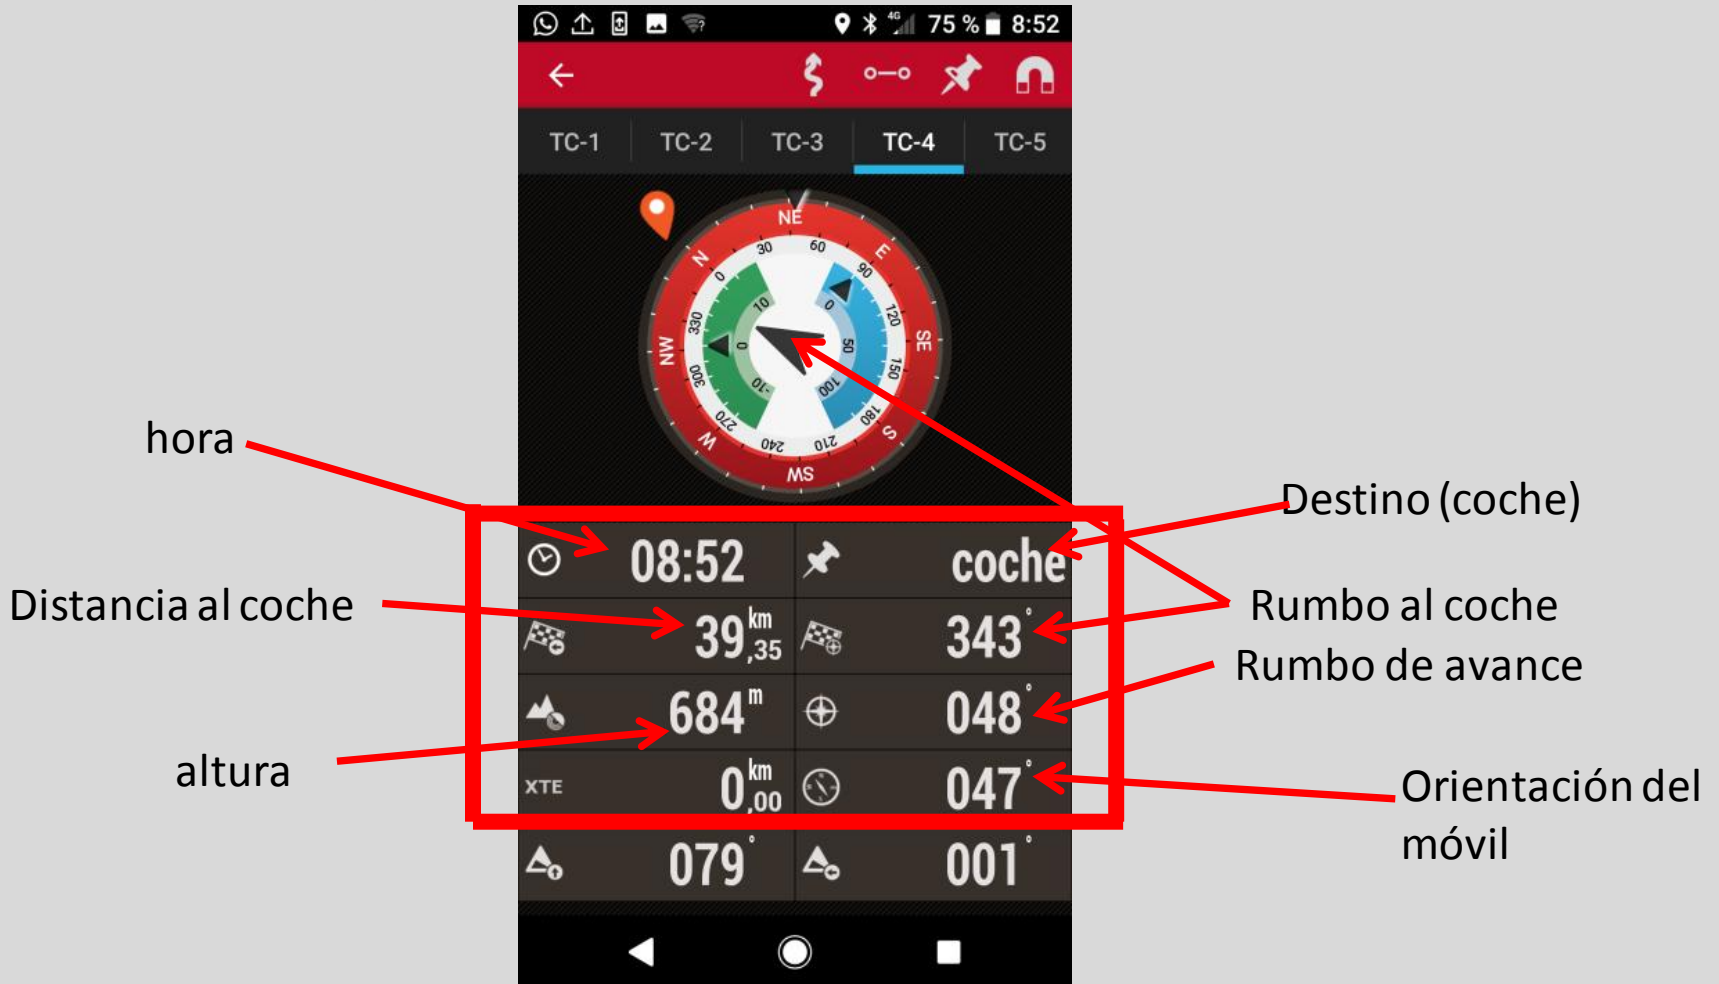 4G 75 % 8:52
TC-1 TC-2 TC-3 TC-4 TC-5
NE
E
SE
S
SW
W
NW
N
0
30
60
90
120
150
180
210
240
270
300
330
10
0
-10
0
50
100
hora
Destino (coche)
Distancia al coche
Rumbo al coche
Rumbo de avance
altura
Orientación del
móvil
08:52 coche
39,35 km 343°
684 m 048°
XTE 0,00 km 047°
079° 001°